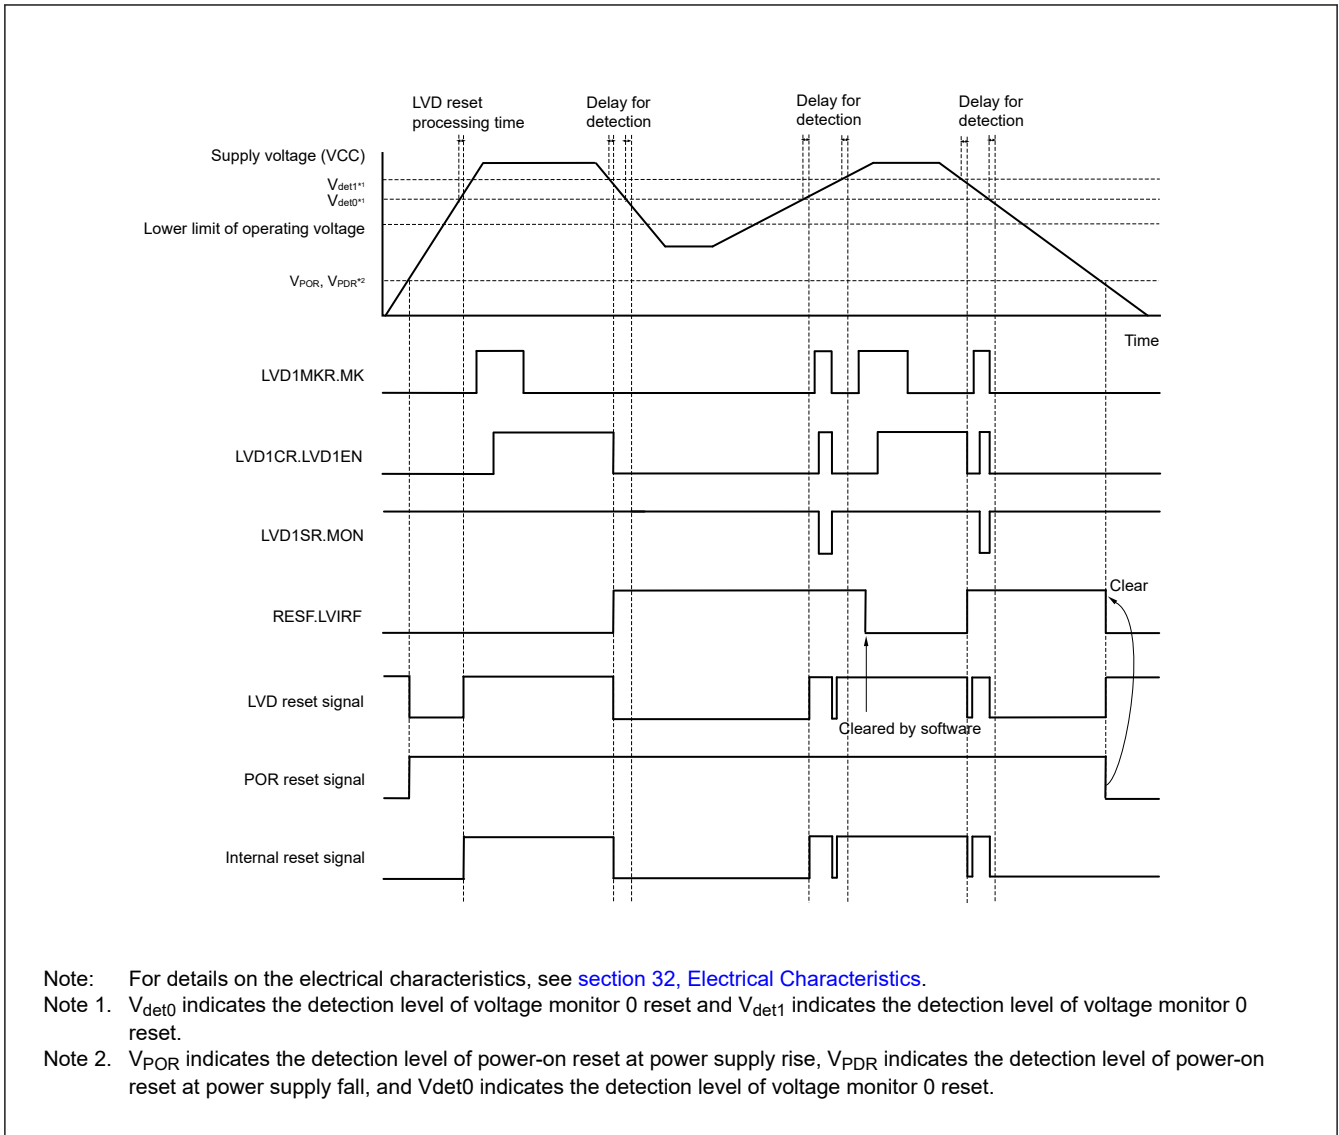 LVD reset
processing time
Delay for
detection
Delay for
detection
Delay for
detection
Supply voltage (VCC)
Vdet1*1
Vdet0*1
Lower limit of operating voltage
VPOR, VPDR*2
Time
LVD1MKR.MK
LVD1CR.LVD1EN
LVD1SR.MON
Clear
RESF.LVIRF
LVD reset signal
Cleared by software
POR reset signal
Internal reset signal
Note: For details on the electrical characteristics, see section 32, Electrical Characteristics.
Note 1. Vdet0 indicates the detection level of voltage monitor 0 reset and Vdet1 indicates the detection level of voltage monitor 0
reset.
Note 2. VPOR indicates the detection level of power-on reset at power supply rise, VPDR indicates the detection level of power-on
reset at power supply fall, and Vdet0 indicates the detection level of voltage monitor 0 reset.